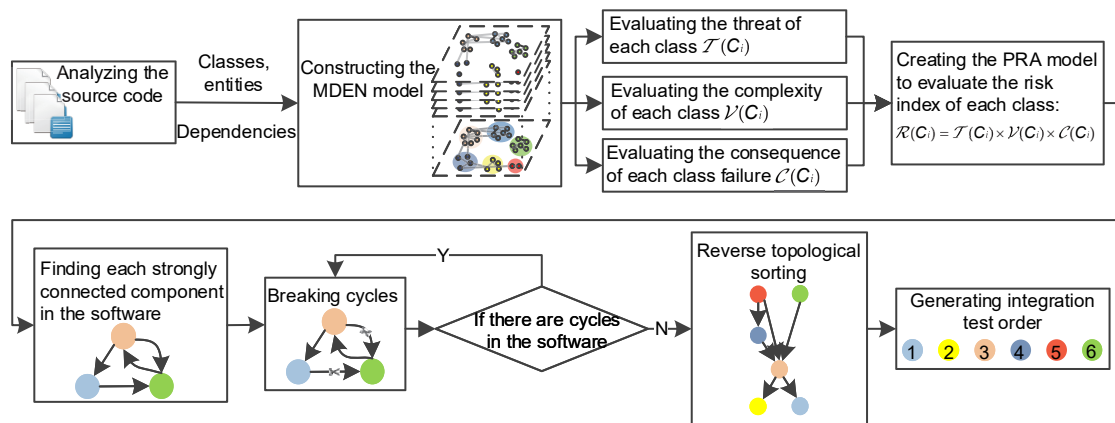 Analyzing the
source code
Classes,
entities
Dependencies
Constructing the
MDEN model
Evaluating the threat of
each class 𝒯(Cᵢ)
Evaluating the complexity
of each class 𝒱(Cᵢ)
Evaluating the consequence
of each class failure 𝒞(Cᵢ)
Creating the PRA model
to evaluate the risk
index of each class:
ℛ(Cᵢ) = 𝒯(Cᵢ)×𝒱(Cᵢ)×𝒞(Cᵢ)
Finding each strongly
connected component
in the software
Breaking cycles
Y
If there are cycles
in the software
N
Reverse topological
sorting
Generating integration
test order
1 2 3 4 5 6